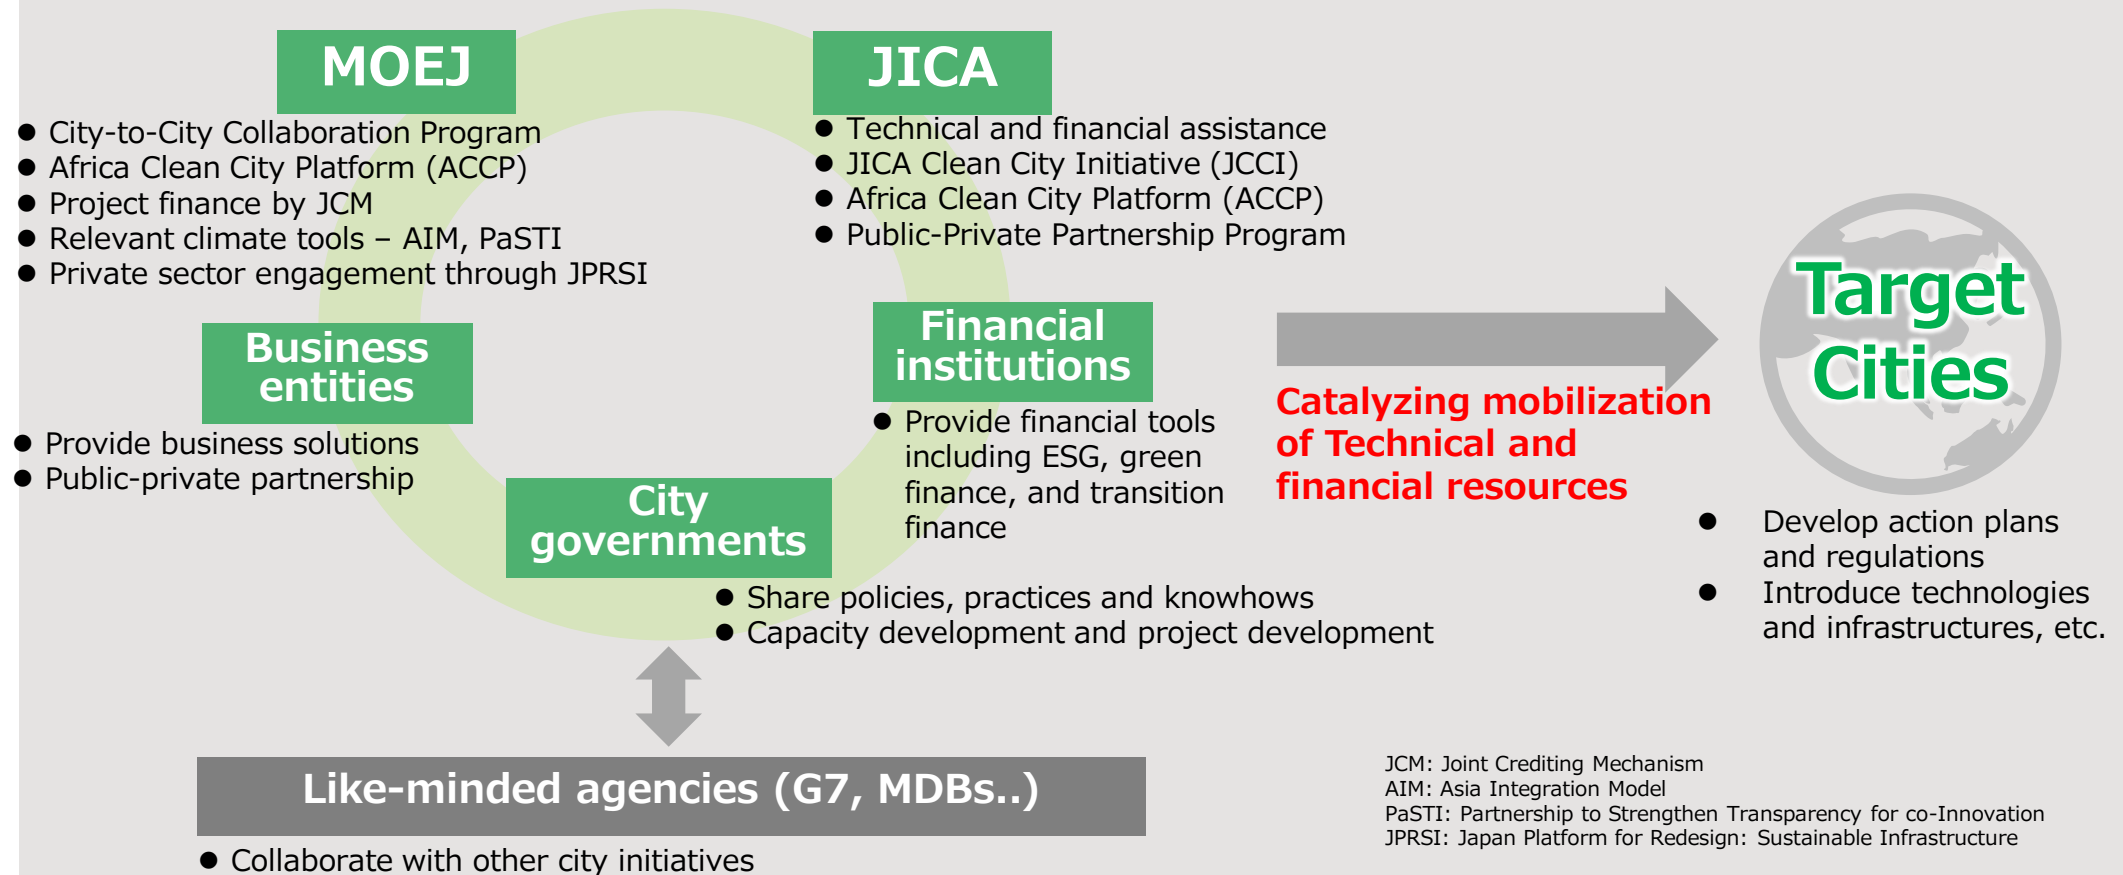 MOEJ
● City-to-City Collaboration Program
● Africa Clean City Platform (ACCP)
● Project finance by JCM
● Relevant climate tools – AIM, PaSTI
● Private sector engagement through JPRSI
JICA
● Technical and financial assistance
● JICA Clean City Initiative (JCCI)
● Africa Clean City Platform (ACCP)
● Public-Private Partnership Program
Business
entities
● Provide business solutions
● Public-private partnership
Financial
institutions
● Provide financial tools
including ESG, green
finance, and transition
finance
City
governments
● Share policies, practices and knowhows
● Capacity development and project development
Catalyzing mobilization
of Technical and
financial resources
Target
Cities
● Develop action plans
and regulations
● Introduce technologies
and infrastructures, etc.
Like-minded agencies (G7, MDBs..)
● Collaborate with other city initiatives
JCM: Joint Crediting Mechanism
AIM: Asia Integration Model
PaSTI: Partnership to Strengthen Transparency for co-Innovation
JPRSI: Japan Platform for Redesign: Sustainable Infrastructure